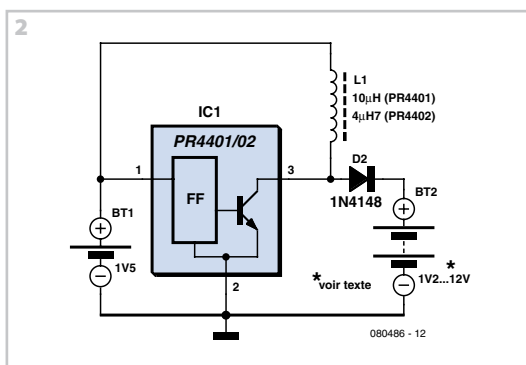 2
L1
10µH (PR4401)
4µH7 (PR4402)
IC1
PR4401/02
1
3
FF
D2
1N4148
BT2
BT1
1V5
2
*voir texte
*
1V2...12V
080486 - 12